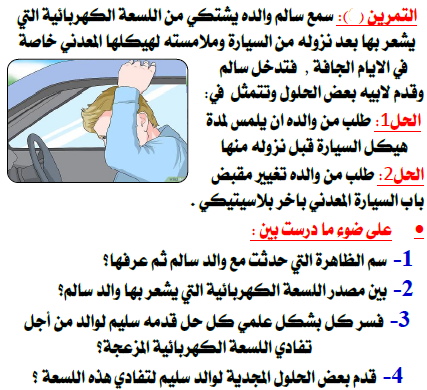 التمرين ( ): سمع سالم والده يشتكي من اللسعة الكهربائية التي
يشعر بها بعد نزوله من السيارة وملامسته لهيكلها المعدني خاصة
في الايام الجافة , فتدخل سالم
وقدم لابيه بعض الحلول وتتمثل في:
الحل1: طلب من والده ان يلمس لمدة
هيكل السيارة قبل نزوله منها
الحل2: طلب من والده تغيير مقبض
باب السيارة المعدني باخر بلاستيكي .
• على ضوء ما درست بين :
1- سم الظاهرة التي حدثت مع والد سالم ثم عرفها؟
2- بين مصدر اللسعة الكهربائية التي يشعر بها والد سالم؟
3- فسر كل بشكل علمي كل حل قدمه سليم لوالد من أجل
تفادي اللسعة الكهربائية المزعجة؟
4- قدم بعض الحلول المجدية لوالد سليم لتفادي هذه اللسعة ؟